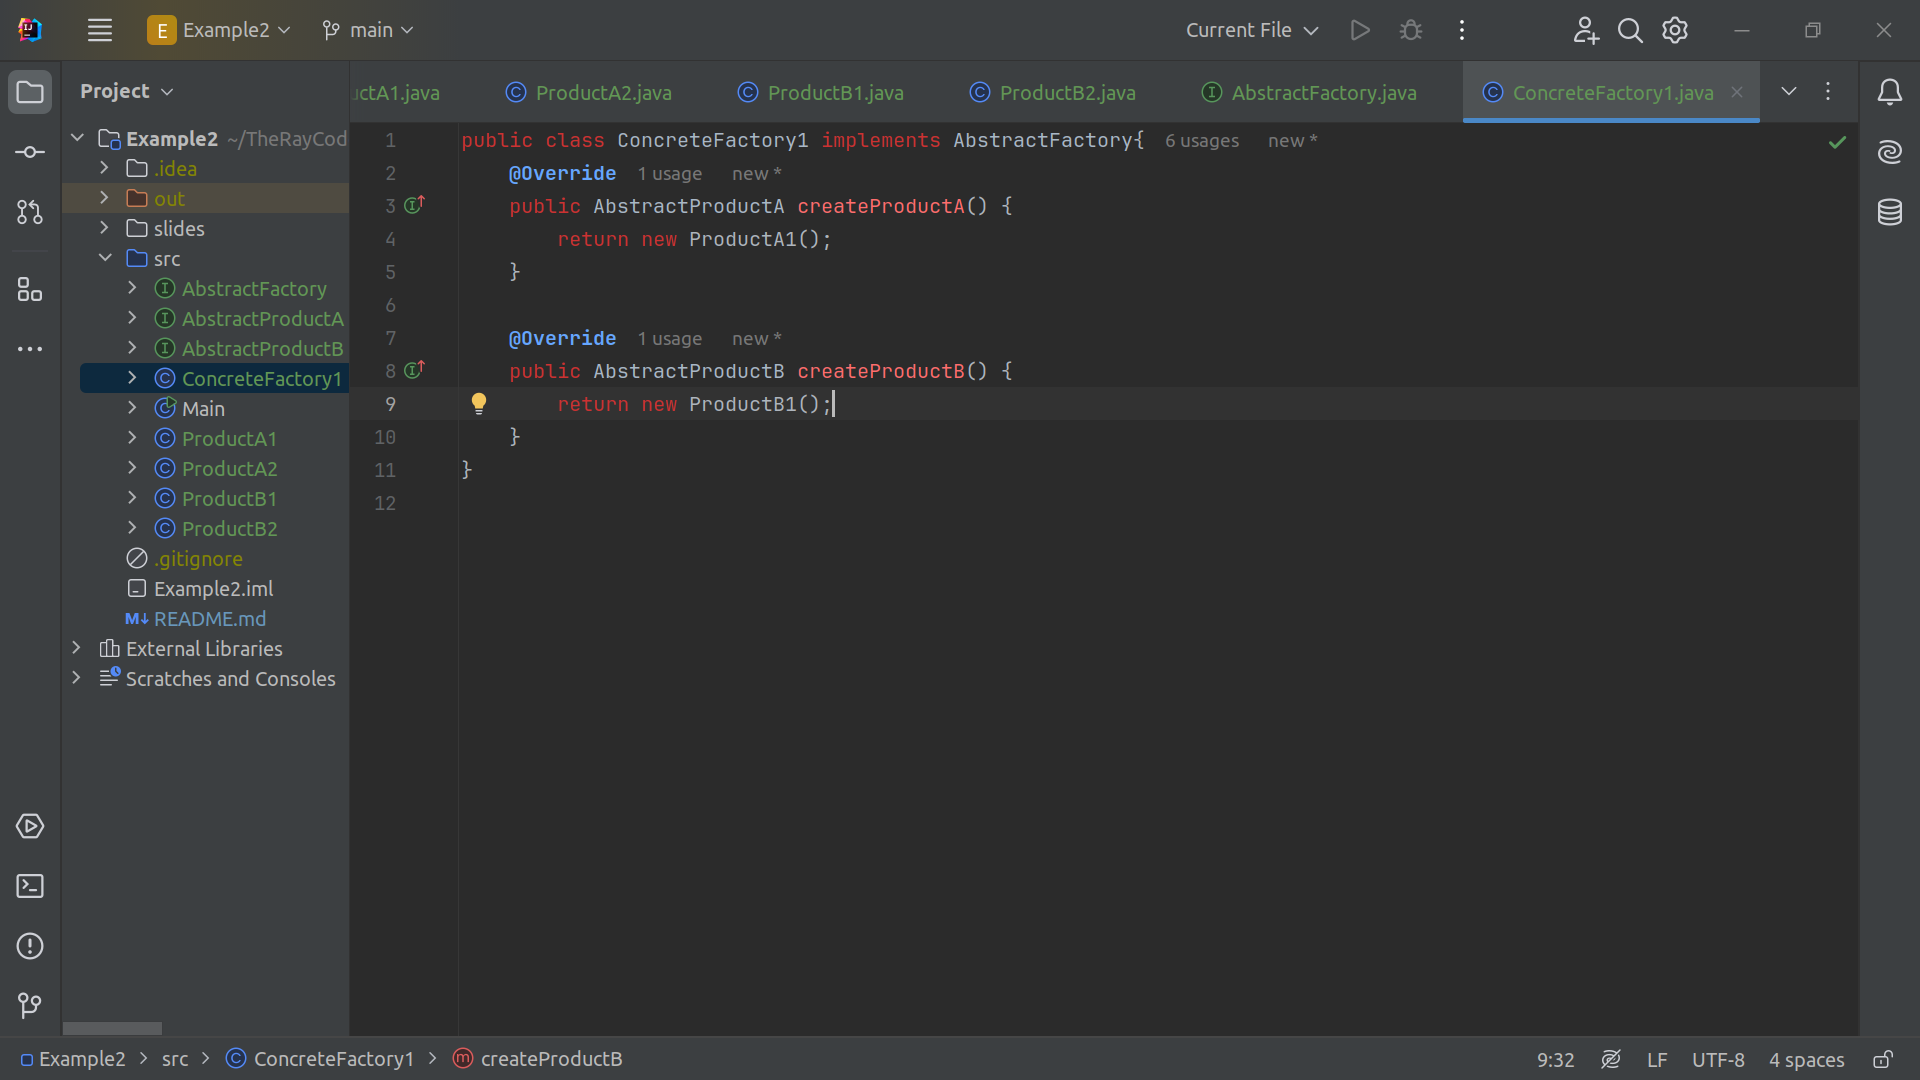 E Example2 main Current File
Project
uctA1.java ProductA2.java ProductB1.java ProductB2.java AbstractFactory.java ConcreteFactory1.java
Example2 ~/TheRayCod
.idea
out
slides
src
AbstractFactory
AbstractProductA
AbstractProductB
ConcreteFactory1
Main
ProductA1
ProductA2
ProductB1
ProductB2
.gitignore
Example2.iml
M↓ README.md
External Libraries
Scratches and Consoles
1 public class ConcreteFactory1 implements AbstractFactory{ 6 usages new *
2 @Override 1 usage new *
3 public AbstractProductA createProductA() {
4 return new ProductA1();
5 }
6
7 @Override 1 usage new *
8 public AbstractProductB createProductB() {
9 return new ProductB1();
10 }
11 }
12
Example2 > src > ConcreteFactory1 > createProductB 9:32 LF UTF-8 4 spaces